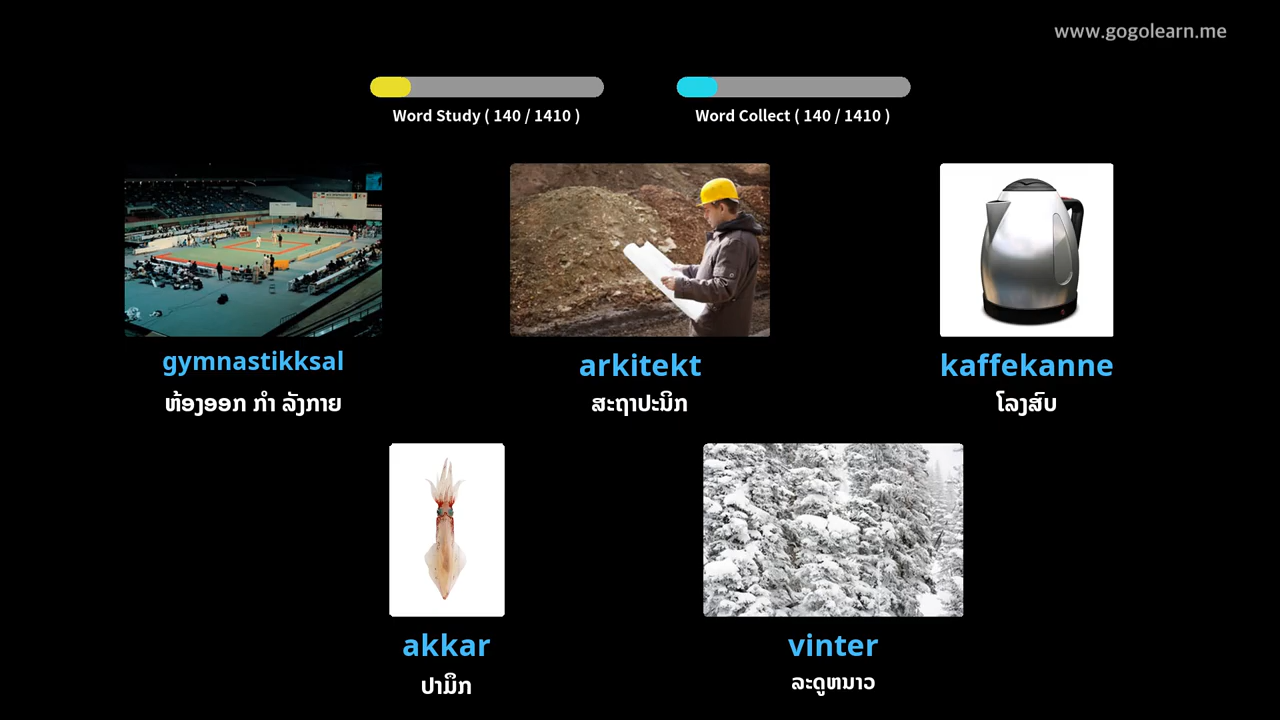 www.gogolearn.me
Word Study ( 140 / 1410 )
Word Collect ( 140 / 1410 )
gymnastikksal
ຫ້ອງອອກ ກຳ ລັງກາຍ
arkitekt
ສະຖາປະນິກ
kaffekanne
ໂລງສົບ
akkar
ປາມຶກ
vinter
ລະດູຫນາວ